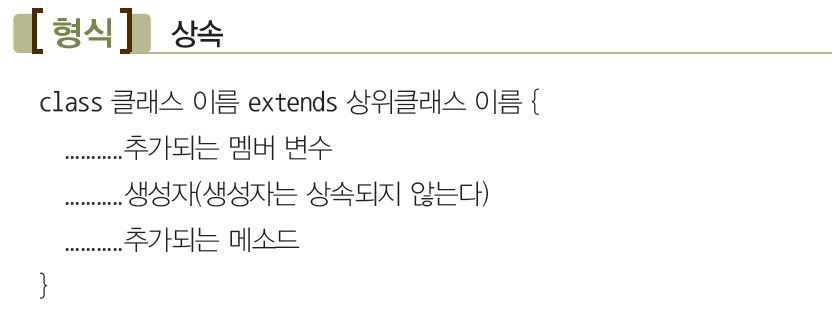 [형식] 상속
class 클래스 이름 extends 상위클래스 이름 {
...........추가되는 멤버 변수
...........생성자(생성자는 상속되지 않는다)
...........추가되는 메소드
}